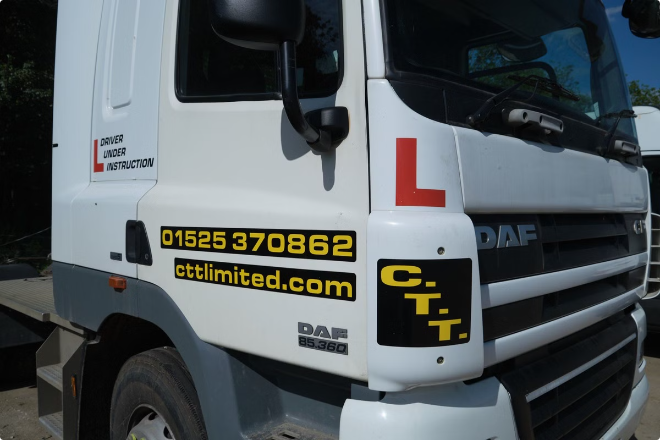 L DRIVER
UNDER
INSTRUCTION
L
01525 370862
cttlimited.com
C.
T.
T.
DAF
DAF
85.360